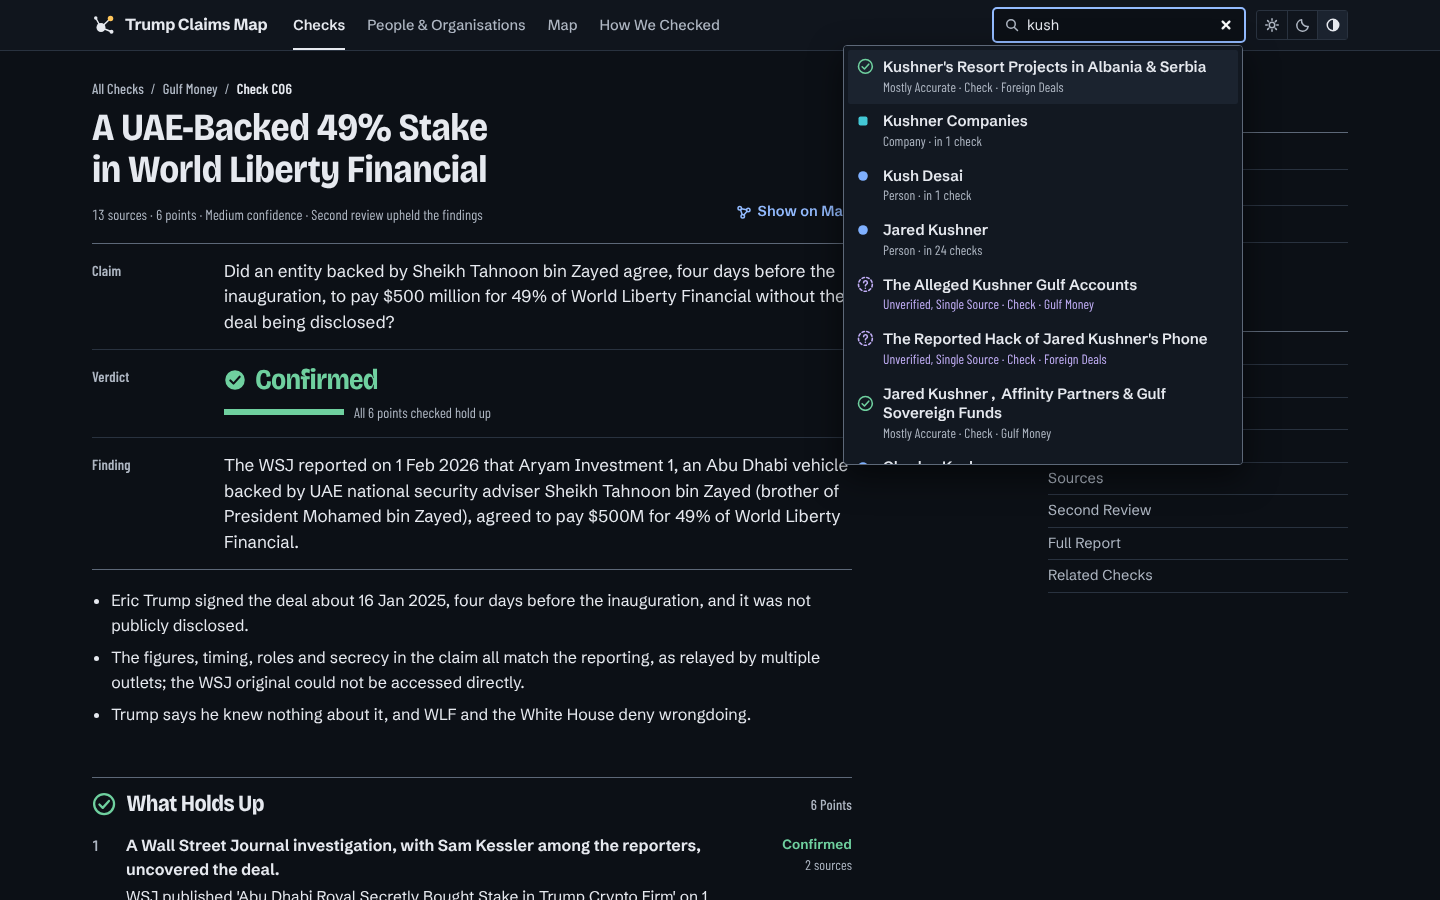 Trump Claims Map
Checks
People & Organisations
Map
How We Checked
kush
Kushner's Resort Projects in Albania & Serbia
Mostly Accurate · Check · Foreign Deals
Kushner Companies
Company · in 1 check
Kush Desai
Person · in 1 check
Jared Kushner
Person · in 24 checks
The Alleged Kushner Gulf Accounts
Unverified, Single Source · Check · Gulf Money
The Reported Hack of Jared Kushner's Phone
Unverified, Single Source · Check · Foreign Deals
Jared Kushner , Affinity Partners & Gulf
Sovereign Funds
Mostly Accurate · Check · Gulf Money
All Checks / Gulf Money / Check C06
A UAE-Backed 49% Stake
in World Liberty Financial
13 sources · 6 points · Medium confidence · Second review upheld the findings
Show on Ma
Claim
Did an entity backed by Sheikh Tahnoon bin Zayed agree, four days before the
inauguration, to pay $500 million for 49% of World Liberty Financial without the
deal being disclosed?
Verdict
Confirmed
All 6 points checked hold up
Finding
The WSJ reported on 1 Feb 2026 that Aryam Investment 1, an Abu Dhabi vehicle
backed by UAE national security adviser Sheikh Tahnoon bin Zayed (brother of
President Mohamed bin Zayed), agreed to pay $500M for 49% of World Liberty
Financial.
• Eric Trump signed the deal about 16 Jan 2025, four days before the inauguration, and it was not
publicly disclosed.
• The figures, timing, roles and secrecy in the claim all match the reporting, as relayed by multiple
outlets; the WSJ original could not be accessed directly.
• Trump says he knew nothing about it, and WLF and the White House deny wrongdoing.
What Holds Up
6 Points
1 A Wall Street Journal investigation, with Sam Kessler among the reporters,
uncovered the deal.
Confirmed
2 sources
WSJ published 'Abu Dhabi Royal Secretly Bought Stake in Trump Crypto Firm' on 1
Sources
Second Review
Full Report
Related Checks